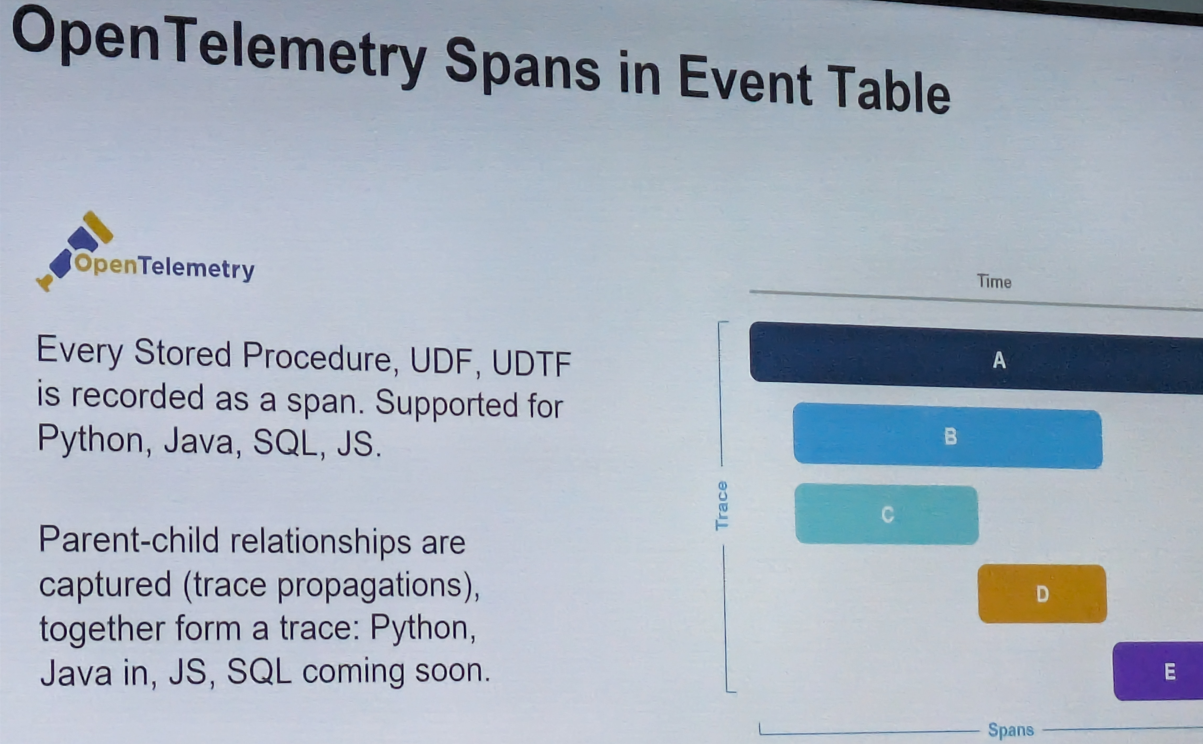 OpenTelemetry Spans in Event Table
OpenTelemetry
Every Stored Procedure, UDF, UDTF
is recorded as a span. Supported for
Python, Java, SQL, JS.
Parent-child relationships are
captured (trace propagations),
together form a trace: Python,
Java in, JS, SQL coming soon.
Time
A
B
C
Trace
D
E
Spans